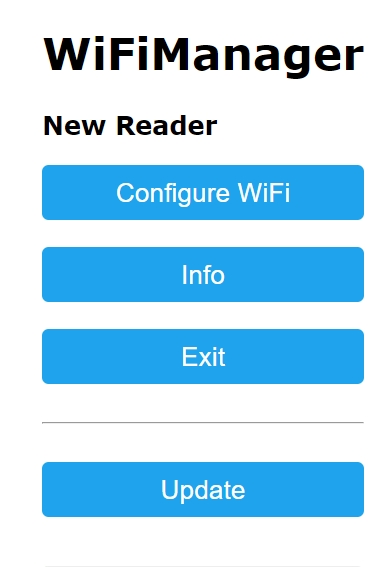 WiFiManager
New Reader
Configure WiFi
Info
Exit
Update